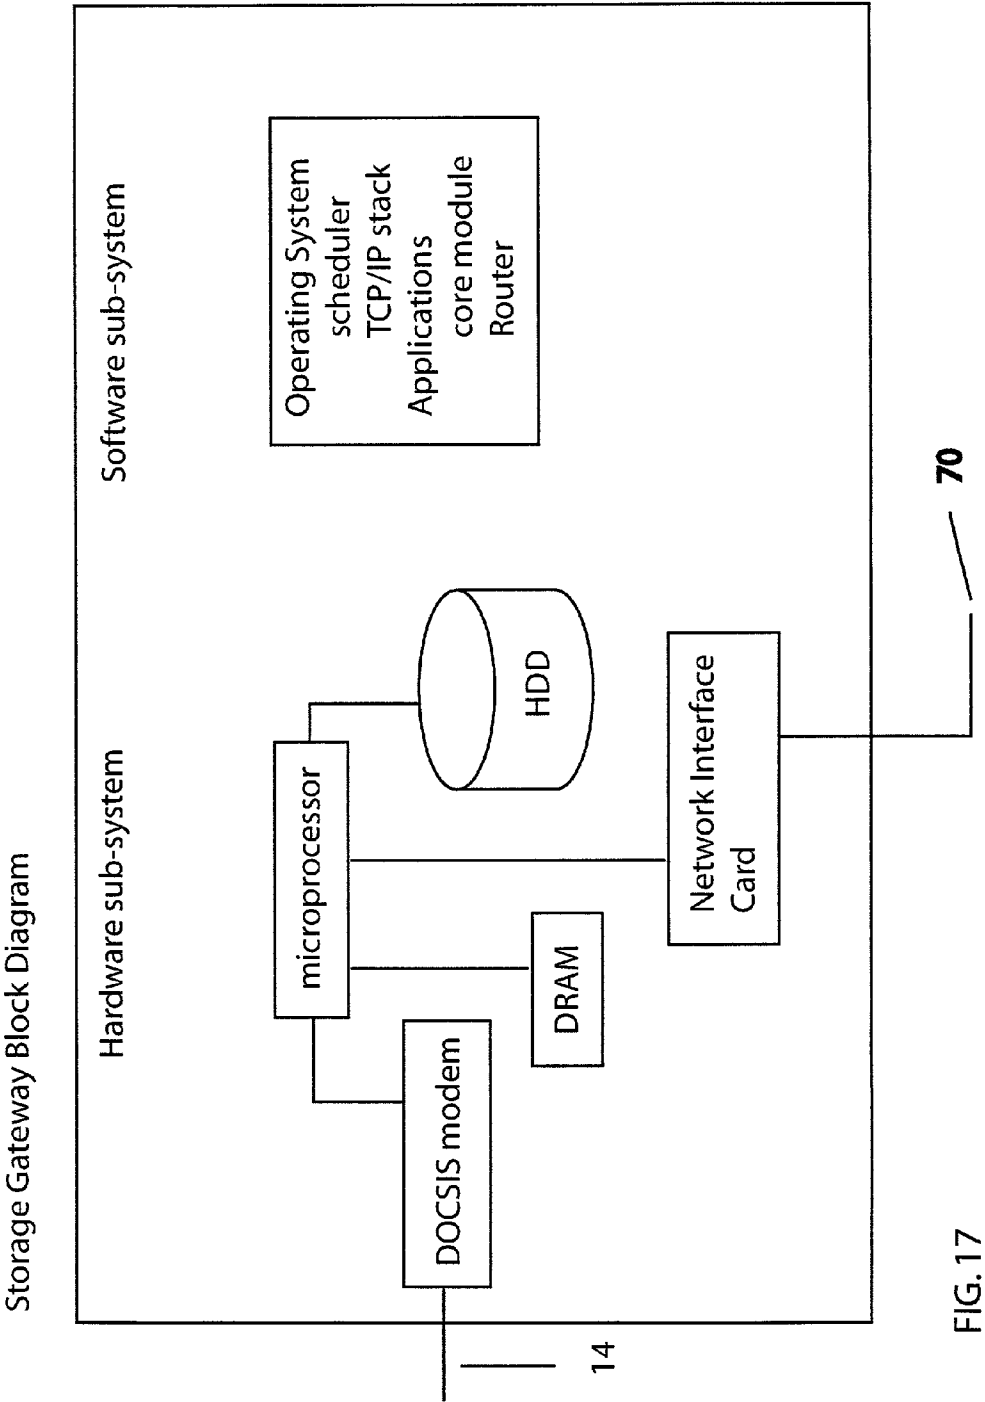 Storage Gateway Block Diagram
Hardware sub-system
Software sub-system
microprocessor
Operating System
scheduler
TCP/IP stack
Applications
core module
Router
DOCSIS modem
DRAM
HDD
Network Interface
Card
14
70
FIG. 17